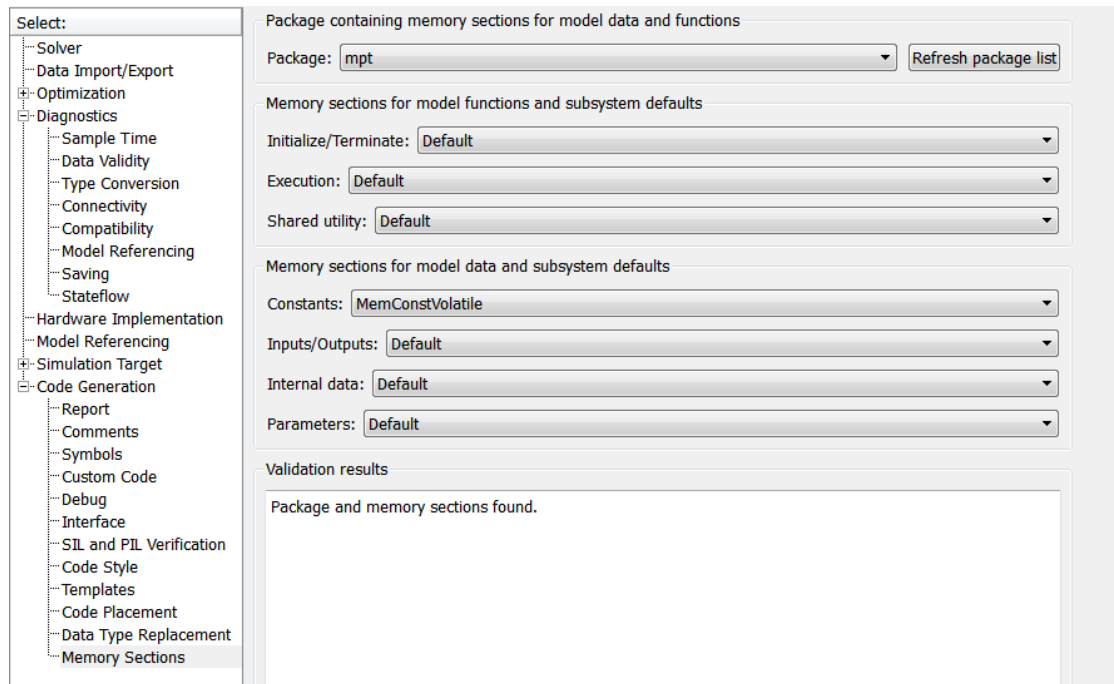 Select:
Solver
Data Import/Export
Optimization
Diagnostics
Sample Time
Data Validity
Type Conversion
Connectivity
Compatibility
Model Referencing
Saving
Stateflow
Hardware Implementation
Model Referencing
Simulation Target
Code Generation
Report
Comments
Symbols
Custom Code
Debug
Interface
SIL and PIL Verification
Code Style
Templates
Code Placement
Data Type Replacement
Memory Sections
Package containing memory sections for model data and functions
Package: mpt Refresh package list
Memory sections for model functions and subsystem defaults
Initialize/Terminate: Default
Execution: Default
Shared utility: Default
Memory sections for model data and subsystem defaults
Constants: MemConstVolatile
Inputs/Outputs: Default
Internal data: Default
Parameters: Default
Validation results
Package and memory sections found.